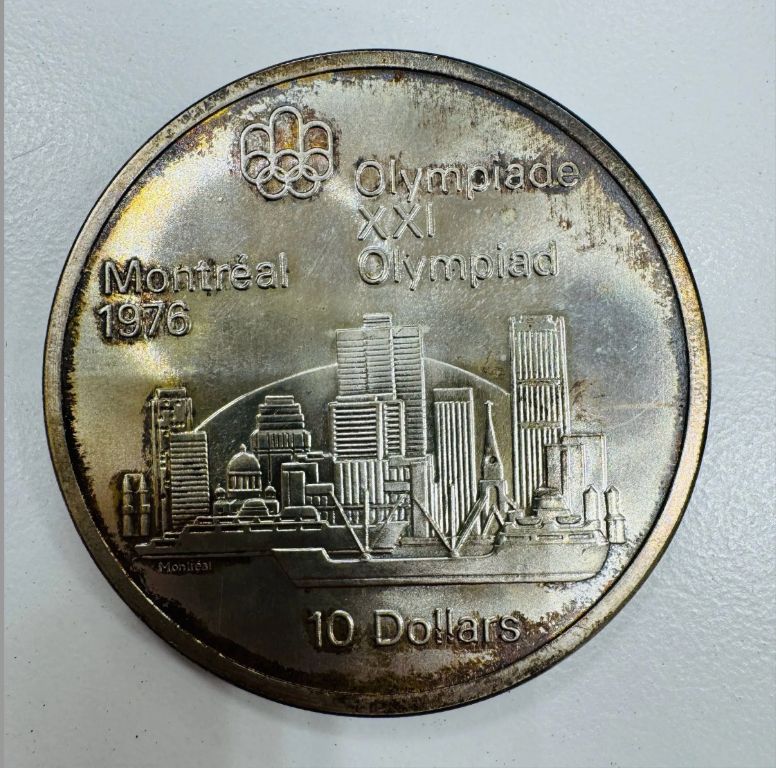 Olympiade
XXI
Olympiad
Montréal
1976
Montréal
10 Dollars